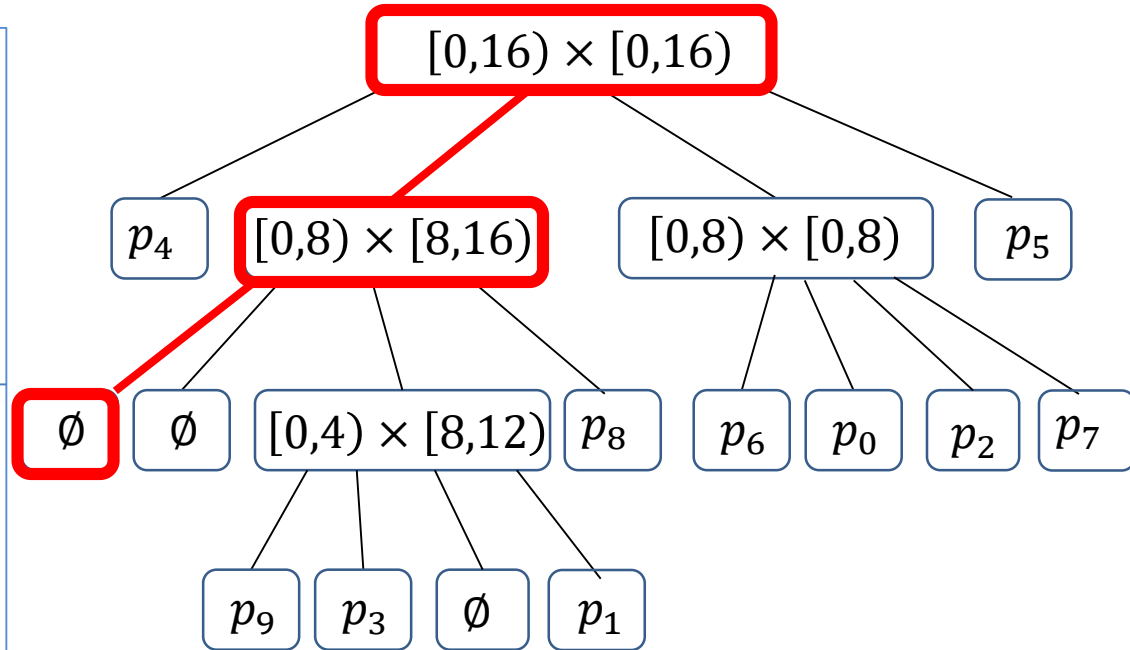 [0,16) × [0,16)
p₄ [0,8) × [8,16) [0,8) × [0,8) p₅
∅ ∅ [0,4) × [8,12) p₈ p₆ p₀ p₂ p₇
p₉ p₃ ∅ p₁